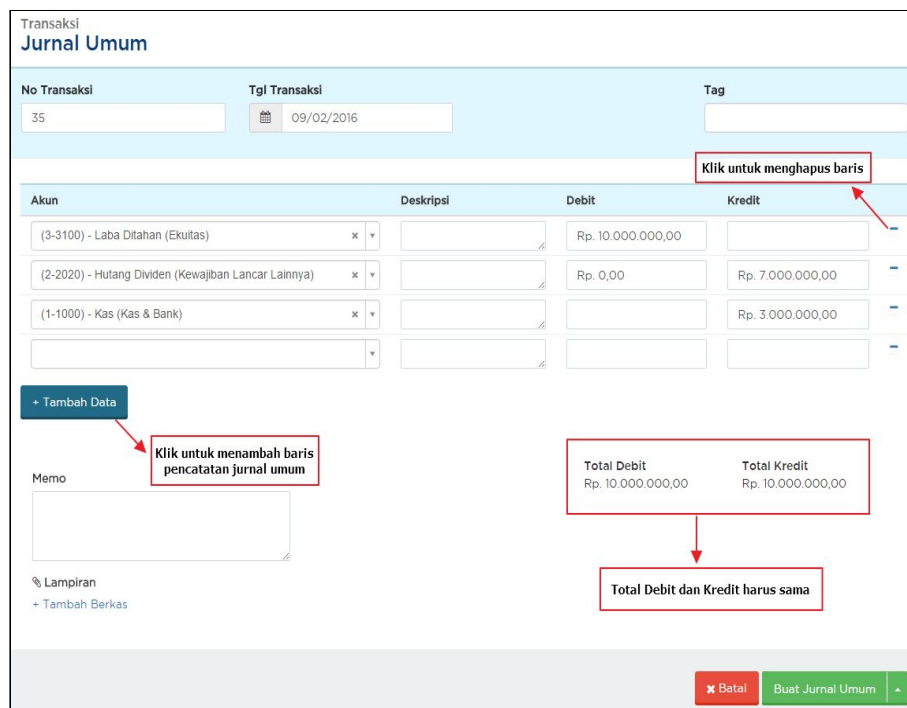 Transaksi
Jurnal Umum
No Transaksi
Tgl Transaksi
Tag
35
09/02/2016
Klik untuk menghapus baris
Akun
Deskripsi
Debit
Kredit
(3-3100) - Laba Ditahan (Ekuitas)
Rp. 10.000.000,00
(2-2020) - Hutang Dividen (Kewajiban Lancar Lainnya)
Rp. 0,00
Rp. 7.000.000,00
(1-1000) - Kas (Kas & Bank)
Rp. 3.000.000,00
+ Tambah Data
Klik untuk menambah baris
pencatatan jurnal umum
Memo
Total Debit
Total Kredit
Rp. 10.000.000,00
Rp. 10.000.000,00
Lampiran
+ Tambah Berkas
Total Debit dan Kredit harus sama
Batal
Buat Jurnal Umum